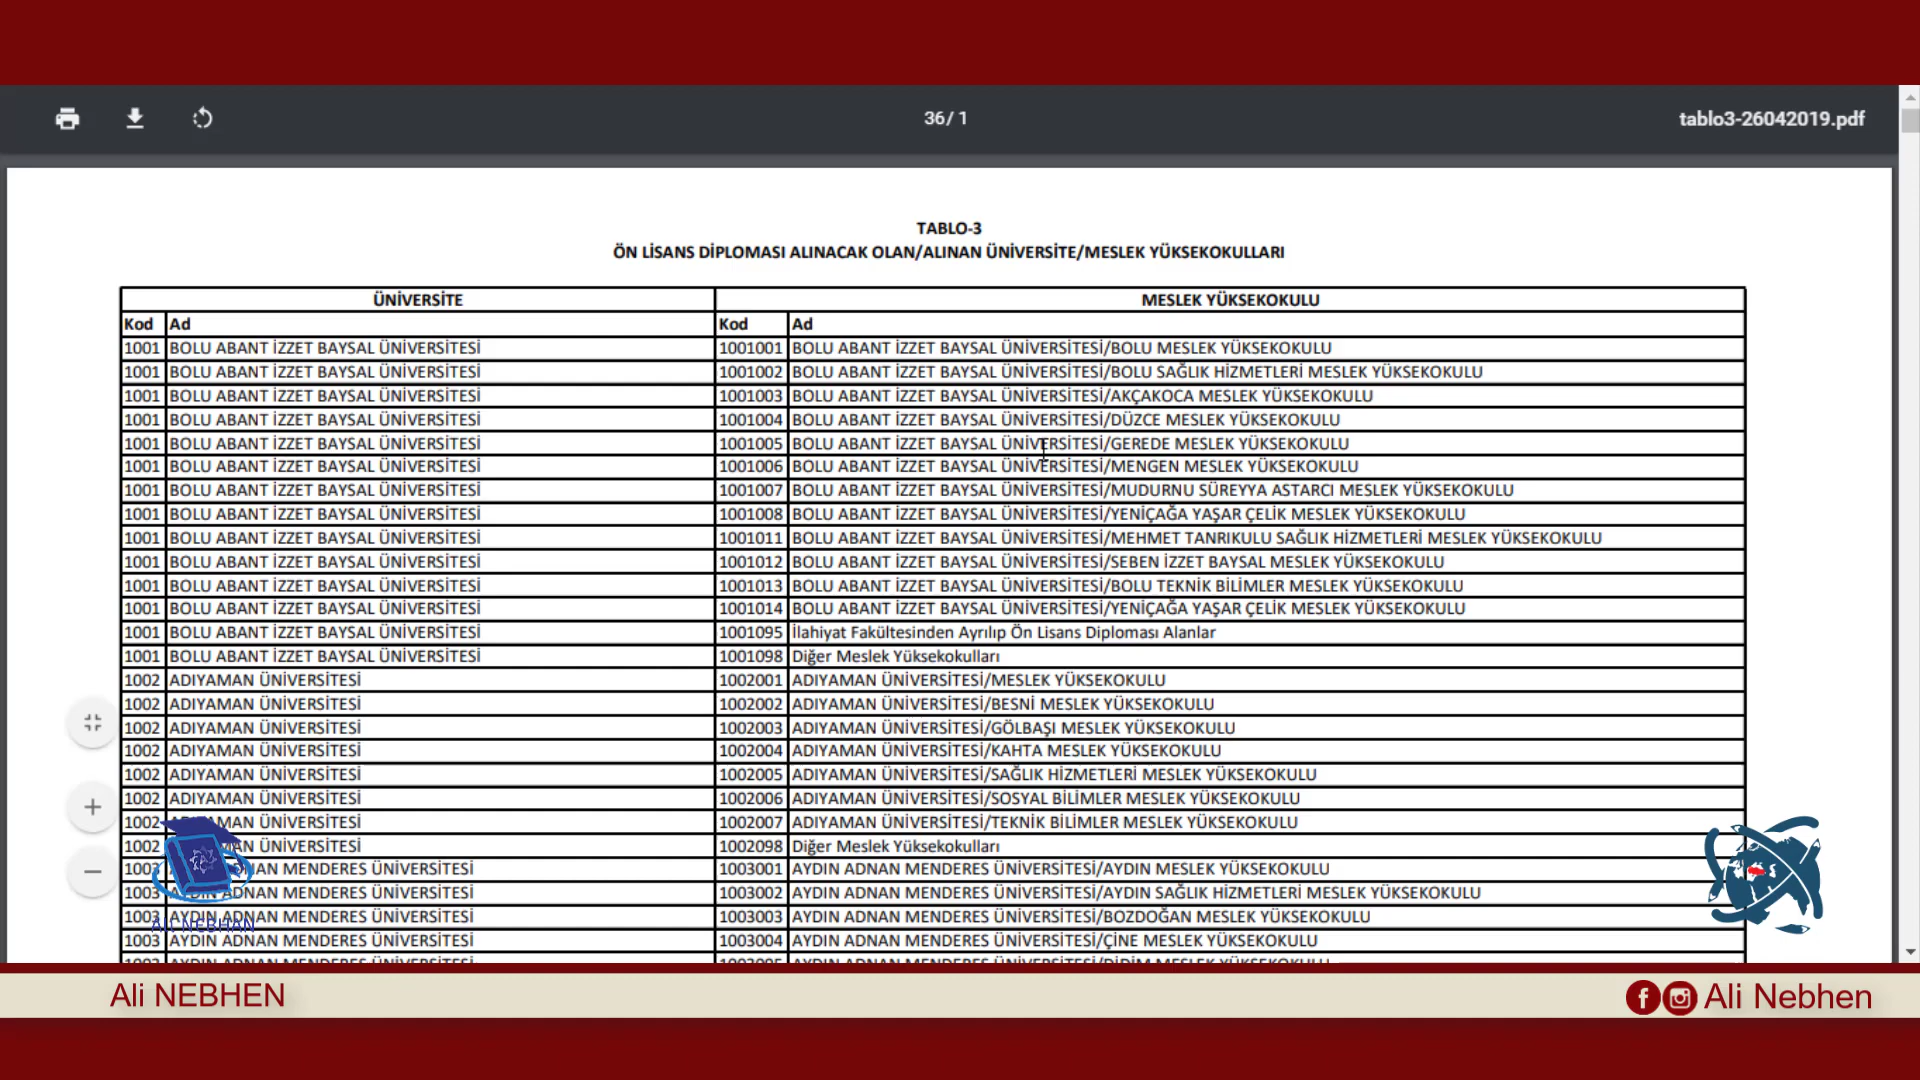 36/ 1
tablo3-26042019.pdf
TABLO-3
ÖN LİSANS DİPLOMASI ALINACAK OLAN/ALINAN ÜNİVERSİTE/MESLEK YÜKSEKOKULLARI
ÜNİVERSİTE MESLEK YÜKSEKOKULU
Kod Ad Kod Ad
1001 BOLU ABANT İZZET BAYSAL ÜNİVERSİTESİ 1001001 BOLU ABANT İZZET BAYSAL ÜNİVERSİTESİ/BOLU MESLEK YÜKSEKOKULU
1001 BOLU ABANT İZZET BAYSAL ÜNİVERSİTESİ 1001002 BOLU ABANT İZZET BAYSAL ÜNİVERSİTESİ/BOLU SAĞLIK HİZMETLERİ MESLEK YÜKSEKOKULU
1001 BOLU ABANT İZZET BAYSAL ÜNİVERSİTESİ 1001003 BOLU ABANT İZZET BAYSAL ÜNİVERSİTESİ/AKÇAKOCA MESLEK YÜKSEKOKULU
1001 BOLU ABANT İZZET BAYSAL ÜNİVERSİTESİ 1001004 BOLU ABANT İZZET BAYSAL ÜNİVERSİTESİ/DÜZCE MESLEK YÜKSEKOKULU
1001 BOLU ABANT İZZET BAYSAL ÜNİVERSİTESİ 1001005 BOLU ABANT İZZET BAYSAL ÜNİVERSİTESİ/GEREDE MESLEK YÜKSEKOKULU
1001 BOLU ABANT İZZET BAYSAL ÜNİVERSİTESİ 1001006 BOLU ABANT İZZET BAYSAL ÜNİVERSİTESİ/MENGEN MESLEK YÜKSEKOKULU
1001 BOLU ABANT İZZET BAYSAL ÜNİVERSİTESİ 1001007 BOLU ABANT İZZET BAYSAL ÜNİVERSİTESİ/MUDURNU SÜREYYA ASTARCI MESLEK YÜKSEKOKULU
1001 BOLU ABANT İZZET BAYSAL ÜNİVERSİTESİ 1001008 BOLU ABANT İZZET BAYSAL ÜNİVERSİTESİ/YENİÇAĞA YAŞAR ÇELİK MESLEK YÜKSEKOKULU
1001 BOLU ABANT İZZET BAYSAL ÜNİVERSİTESİ 1001011 BOLU ABANT İZZET BAYSAL ÜNİVERSİTESİ/MEHMET TANRIKULU SAĞLIK HİZMETLERİ MESLEK YÜKSEKOKULU
1001 BOLU ABANT İZZET BAYSAL ÜNİVERSİTESİ 1001012 BOLU ABANT İZZET BAYSAL ÜNİVERSİTESİ/SEBEN İZZET BAYSAL MESLEK YÜKSEKOKULU
1001 BOLU ABANT İZZET BAYSAL ÜNİVERSİTESİ 1001013 BOLU ABANT İZZET BAYSAL ÜNİVERSİTESİ/BOLU TEKNİK BİLİMLER MESLEK YÜKSEKOKULU
1001 BOLU ABANT İZZET BAYSAL ÜNİVERSİTESİ 1001014 BOLU ABANT İZZET BAYSAL ÜNİVERSİTESİ/YENİÇAĞA YAŞAR ÇELİK MESLEK YÜKSEKOKULU
1001 BOLU ABANT İZZET BAYSAL ÜNİVERSİTESİ 1001095 İlahiyat Fakültesinden Ayrılıp Ön Lisans Diploması Alanlar
1001 BOLU ABANT İZZET BAYSAL ÜNİVERSİTESİ 1001098 Diğer Meslek Yüksekokulları
1002 ADIYAMAN ÜNİVERSİTESİ 1002001 ADIYAMAN ÜNİVERSİTESİ/MESLEK YÜKSEKOKULU
1002 ADIYAMAN ÜNİVERSİTESİ 1002002 ADIYAMAN ÜNİVERSİTESİ/BESNİ MESLEK YÜKSEKOKULU
1002 ADIYAMAN ÜNİVERSİTESİ 1002003 ADIYAMAN ÜNİVERSİTESİ/GÖLBAŞI MESLEK YÜKSEKOKULU
1002 ADIYAMAN ÜNİVERSİTESİ 1002004 ADIYAMAN ÜNİVERSİTESİ/KAHTA MESLEK YÜKSEKOKULU
1002 ADIYAMAN ÜNİVERSİTESİ 1002005 ADIYAMAN ÜNİVERSİTESİ/SAĞLIK HİZMETLERİ MESLEK YÜKSEKOKULU
1002 ADIYAMAN ÜNİVERSİTESİ 1002006 ADIYAMAN ÜNİVERSİTESİ/SOSYAL BİLİMLER MESLEK YÜKSEKOKULU
1002 ADIYAMAN ÜNİVERSİTESİ 1002007 ADIYAMAN ÜNİVERSİTESİ/TEKNİK BİLİMLER MESLEK YÜKSEKOKULU
1002 ÜNİVERSİTESİ 1002098 Diğer Meslek Yüksekokulları
1003 MENDERES ÜNİVERSİTESİ 1003001 AYDIN ADNAN MENDERES ÜNİVERSİTESİ/AYDIN MESLEK YÜKSEKOKULU
1003 AYDIN ADNAN MENDERES ÜNİVERSİTESİ 1003002 AYDIN ADNAN MENDERES ÜNİVERSİTESİ/AYDIN SAĞLIK HİZMETLERİ MESLEK YÜKSEKOKULU
1003 AYDIN ADNAN MENDERES ÜNİVERSİTESİ 1003003 AYDIN ADNAN MENDERES ÜNİVERSİTESİ/BOZDOĞAN MESLEK YÜKSEKOKULU
Ali NEBHAN
1003 AYDIN ADNAN MENDERES ÜNİVERSİTESİ 1003004 AYDIN ADNAN MENDERES ÜNİVERSİTESİ/ÇİNE MESLEK YÜKSEKOKULU
AYDIN ADNAN MENDERES ÜNİVERSİTESİ AYDIN ADNAN MENDERES ÜNİVERSİTESİ/DİDİM MESLEK YÜKSEKOKULU
Ali NEBHEN
Ali Nebhen